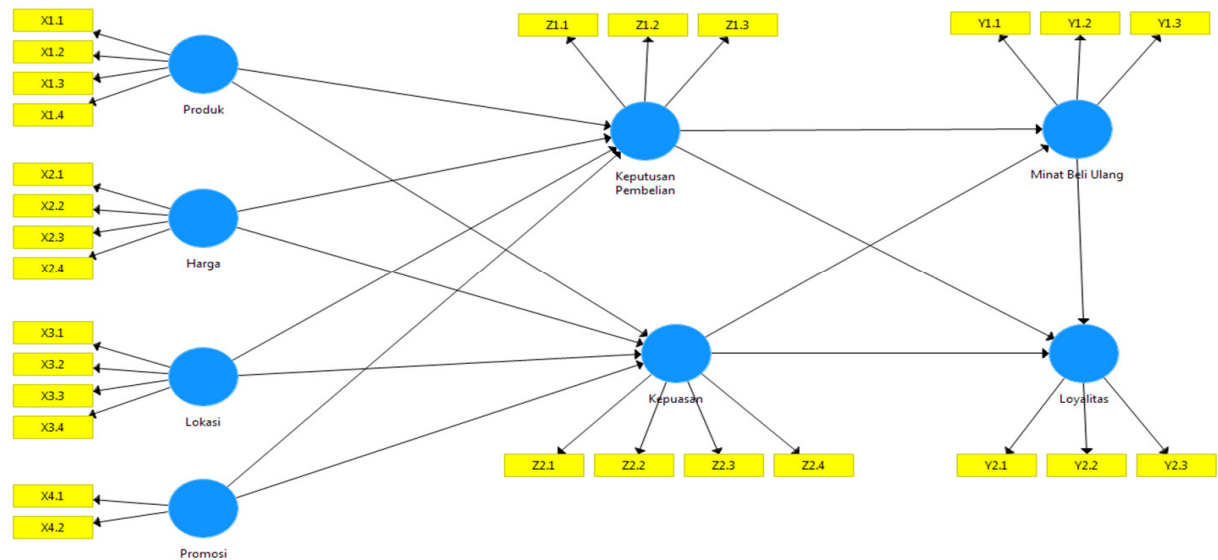 X1.1
X1.2
X1.3
X1.4
Produk
X2.1
X2.2
X2.3
X2.4
Harga
X3.1
X3.2
X3.3
X3.4
Lokasi
X4.1
X4.2
Promosi
Z1.1
Z1.2
Z1.3
Keputusan
Pembelian
Kepuasan
Z2.1
Z2.2
Z2.3
Z2.4
Y1.1
Y1.2
Y1.3
Minat Beli Ulang
Loyalitas
Y2.1
Y2.2
Y2.3